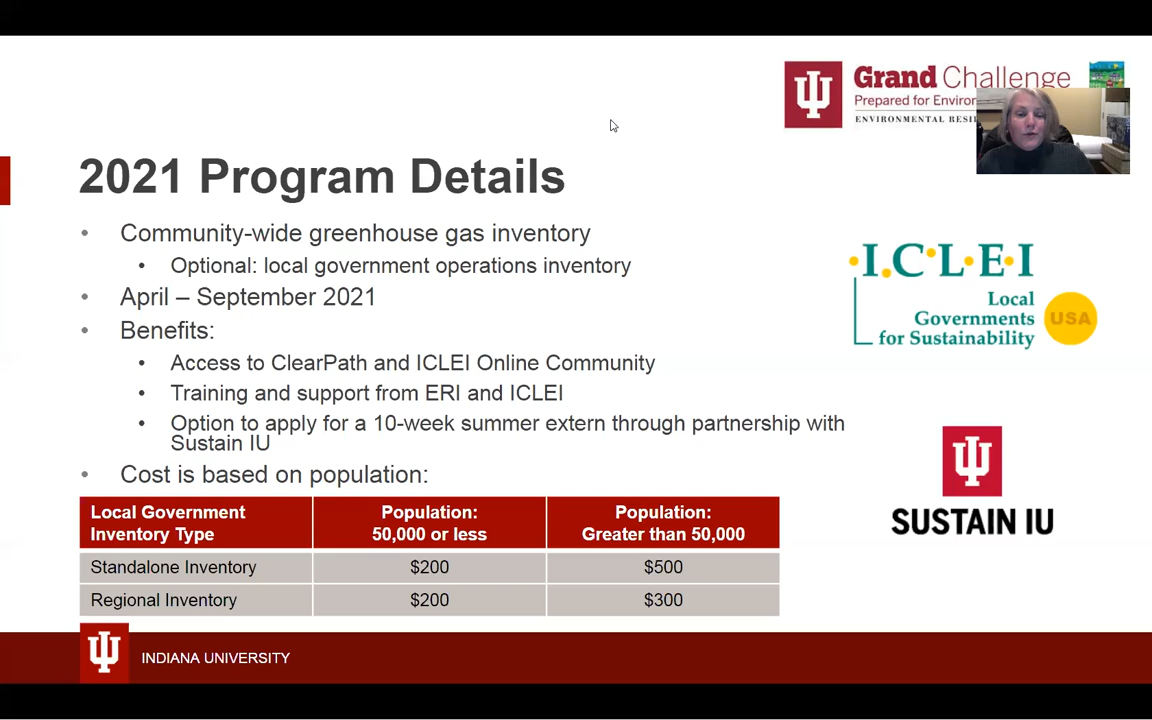 Grand Challenge
Prepared for Environ
ENVIRONMENTAL RESI
2021 Program Details
• Community-wide greenhouse gas inventory
• Optional: local government operations inventory
• April – September 2021
• Benefits:
• Access to ClearPath and ICLEI Online Community
• Training and support from ERI and ICLEI
• Option to apply for a 10-week summer extern through partnership with
Sustain IU
• Cost is based on population:
Local Government Inventory Type | Population: 50,000 or less | Population: Greater than 50,000
Standalone Inventory | $200 | $500
Regional Inventory | $200 | $300
I.C.L.E.I
Local
Governments
for Sustainability
USA
SUSTAIN IU
INDIANA UNIVERSITY